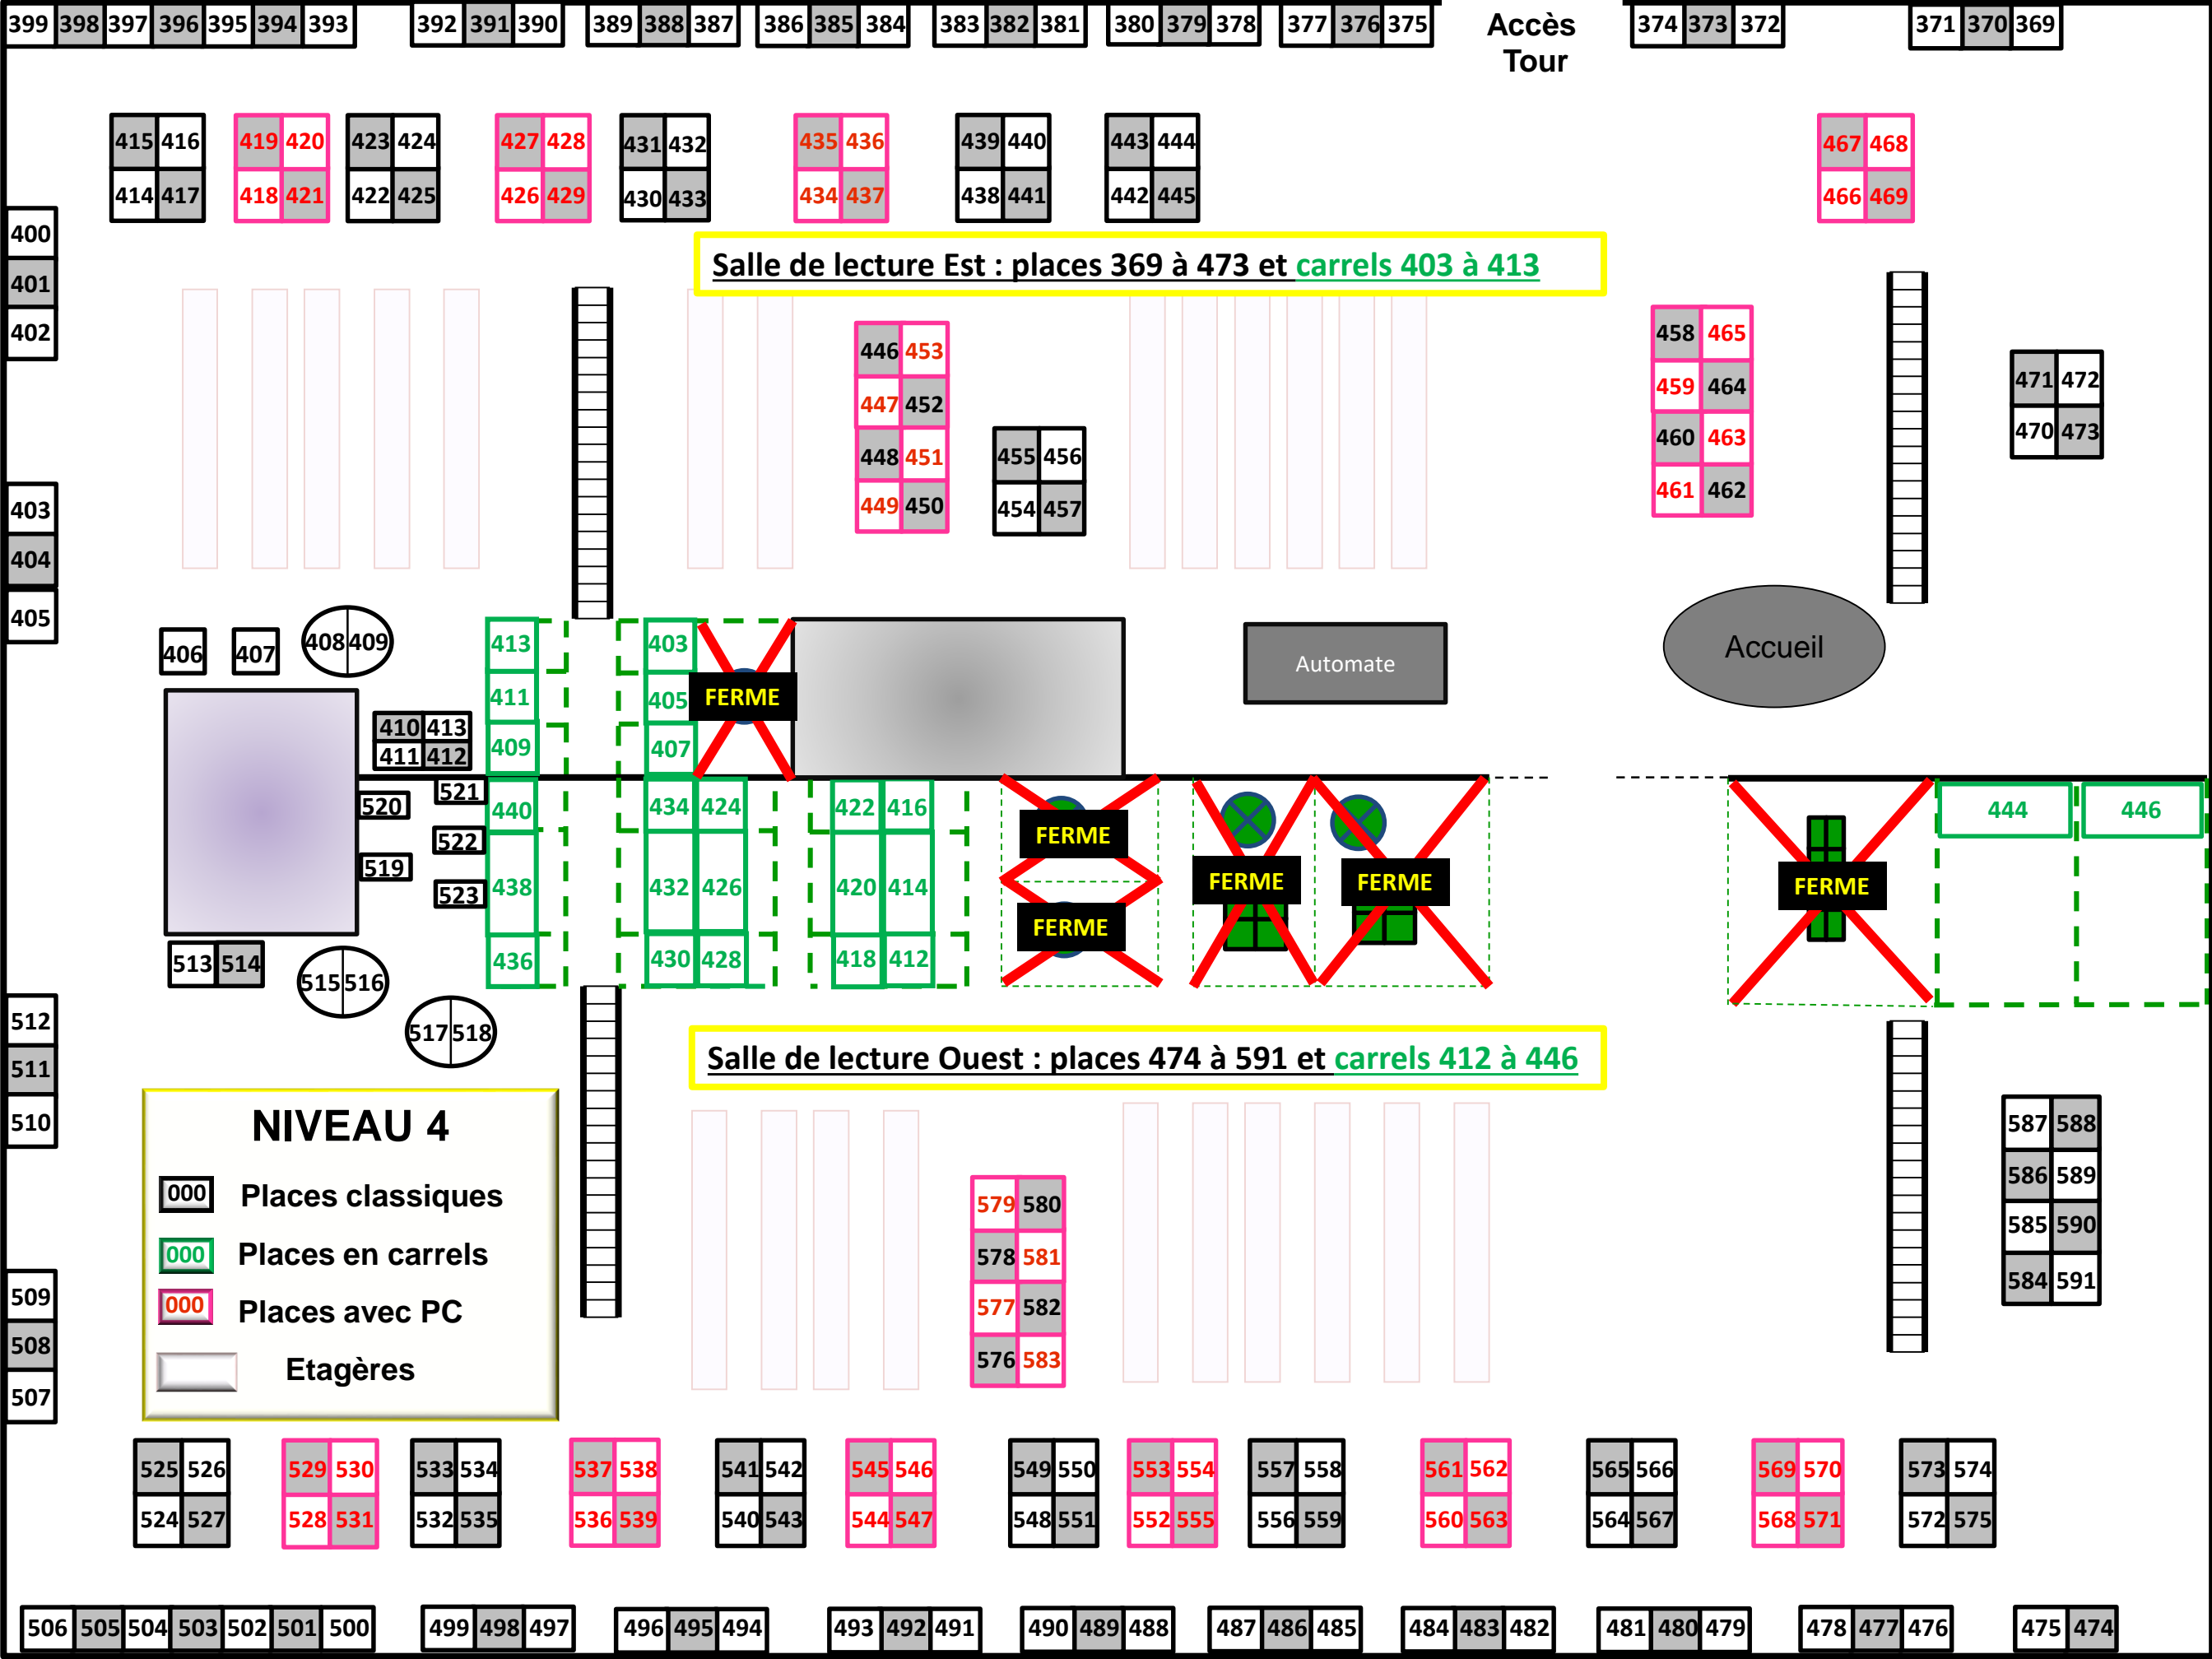 399 398 397 396 395 394 393 392 391 390 389 388 387 386 385 384 383 382 381 380 379 378 377 376 375 Accès 374 373 372 371 370 369
Tour
415 416 419 420 423 424 427 428 431 432 435 436 439 440 443 444 467 468
414 417 418 421 422 425 426 429 430 433 434 437 438 441 442 445 466 469
400
Salle de lecture Est : places 369 à 473 et carrels 403 à 413
401
402
446 453
458 465
447 452
459 464
471 472
448 451
455 456
460 463
470 473
449 450
454 457
461 462
403
404
405
406 407 408 409
413 403
Automate
Accueil
411 405 FERME
410 413
411 412
409 407
521
520
440 434 424 422 416
444 446
522
FERME
519
523
438 432 426 420 414
FERME FERME FERME
FERME
436 430 428 418 412
513 514
515 516
517 518
512
511
510
Salle de lecture Ouest : places 474 à 591 et carrels 412 à 446
NIVEAU 4
000 Places classiques
000 Places en carrels
000 Places avec PC
Etagères
587 588
586 589
585 590
584 591
579 580
578 581
577 582
576 583
509
508
507
525 526 529 530 533 534 537 538 541 542 545 546 549 550 553 554 557 558 561 562 565 566 569 570 573 574
524 527 528 531 532 535 536 539 540 543 544 547 548 551 552 555 556 559 560 563 564 567 568 571 572 575
506 505 504 503 502 501 500 499 498 497 496 495 494 493 492 491 490 489 488 487 486 485 484 483 482 481 480 479 478 477 476 475 474